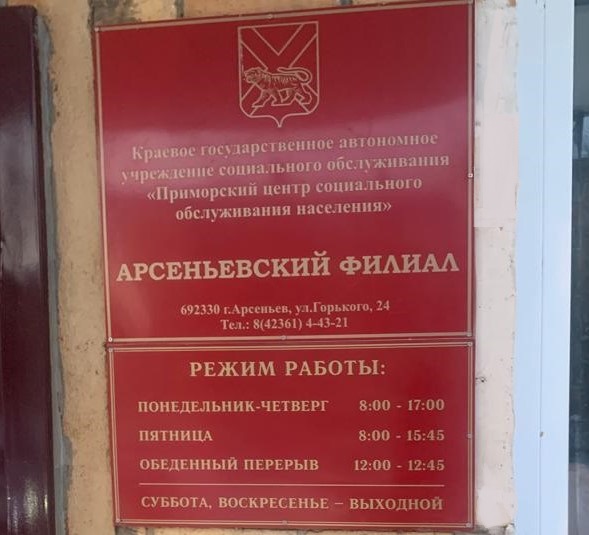 Краевое государственное автономное
учреждение социального обслуживания
«Приморский центр социального
обслуживания населения»
АРСЕНЬЕВСКИЙ ФИЛИАЛ
692330 г.Арсеньев, ул.Горького, 24
Тел.: 8(42361) 4-43-21
РЕЖИМ РАБОТЫ:
ПОНЕДЕЛЬНИК-ЧЕТВЕРГ 8:00 - 17:00
ПЯТНИЦА 8:00 - 15:45
ОБЕДЕННЫЙ ПЕРЕРЫВ 12:00 - 12:45
СУББОТА, ВОСКРЕСЕНЬЕ – ВЫХОДНОЙ